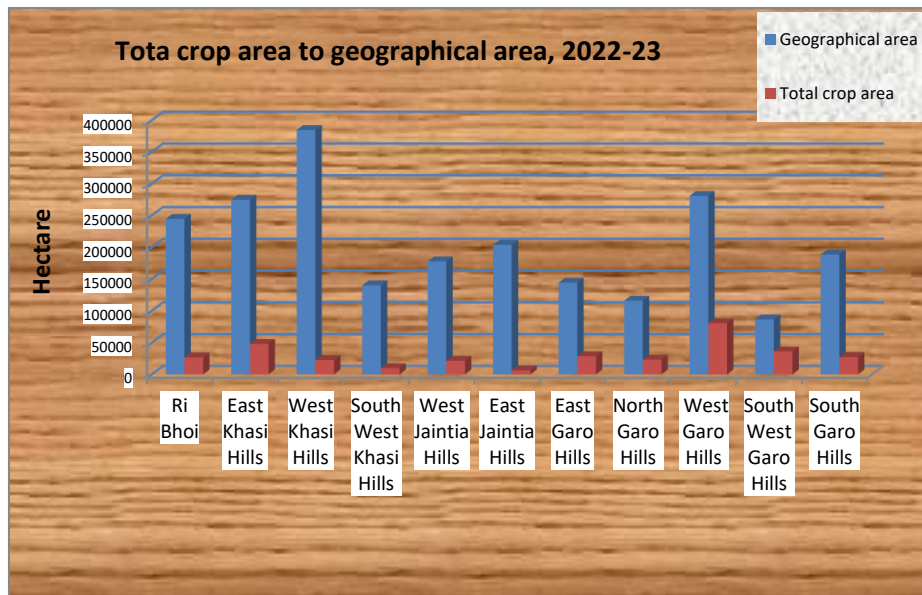 Tota crop area to geographical area, 2022-23
Geographical area
Total crop area
Hectare
400000
350000
300000
250000
200000
150000
100000
50000
0
Ri
Bhoi
East
Khasi
Hills
West
Khasi
Hills
South
West
Khasi
Hills
West
Jaintia
Hills
East
Jaintia
Hills
East
Garo
Hills
North
Garo
Hills
West
Garo
Hills
South
West
Garo
Hills
South
Garo
Hills